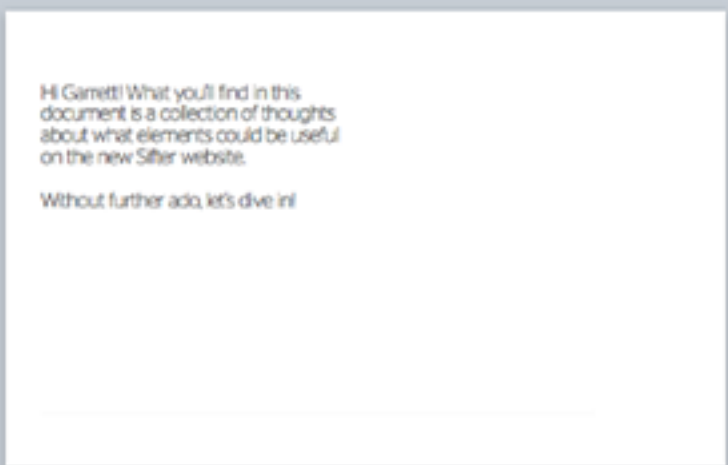 Hi Garrett! What you'll find in this
document is a collection of thoughts
about what elements could be useful
on the new Sifter website.
Without further ado, let's dive in!